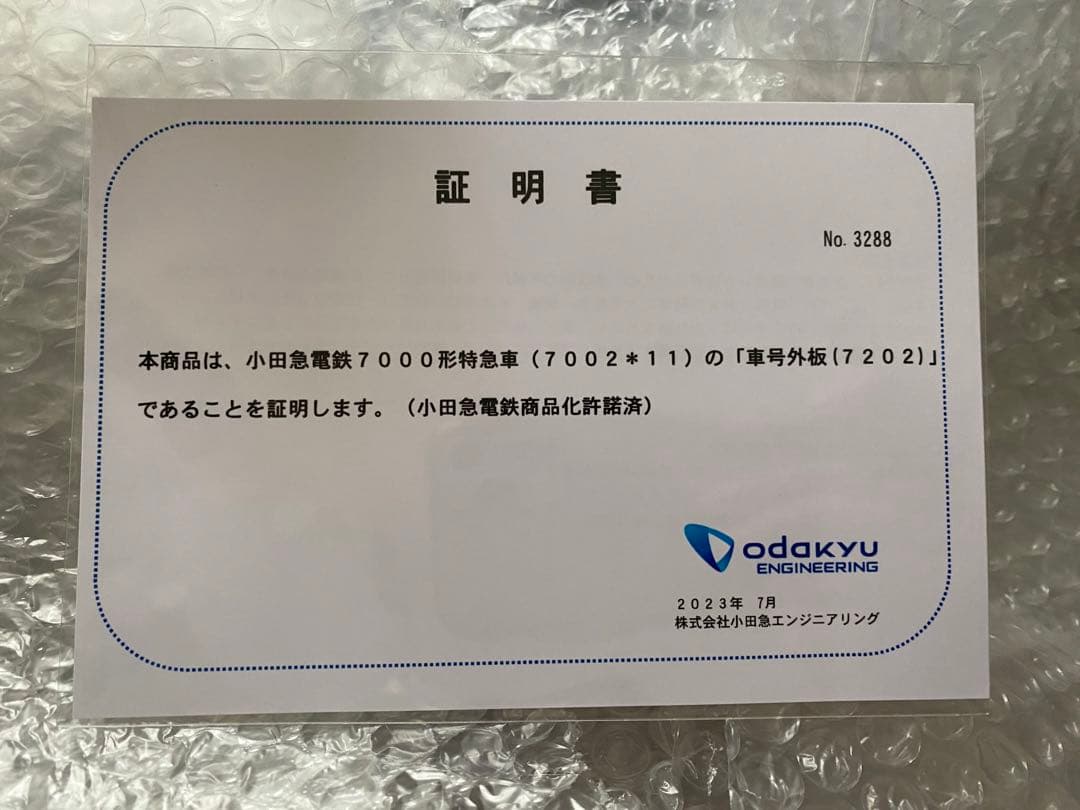 証 明 書
No. 3288
本商品は、小田急電鉄７０００形特急車（７００２＊１１）の「車号外板(７２０２)」
であることを証明します。（小田急電鉄商品化許諾済）
odakyu
ENGINEERING
２０２３年 7月
株式会社小田急エンジニアリング